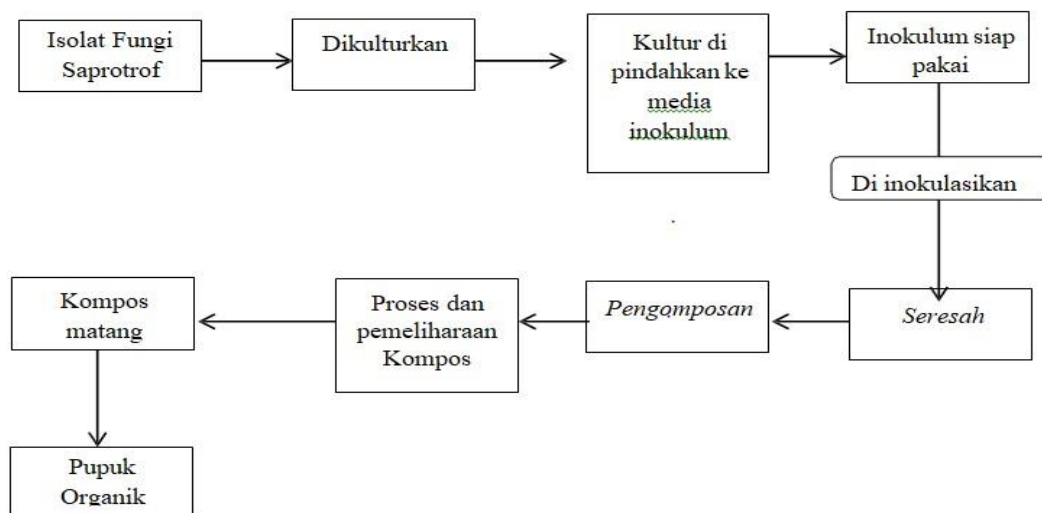 Isolat Fungi
Saprotrof
Dikulturkan
Kultur di
pindahkan ke
media
inokulum
Inokulum siap
pakai
Di inokulasikan
Seresah
Pengomposan
Proses dan
pemeliharaan
Kompos
Kompos
matang
Pupuk
Organik